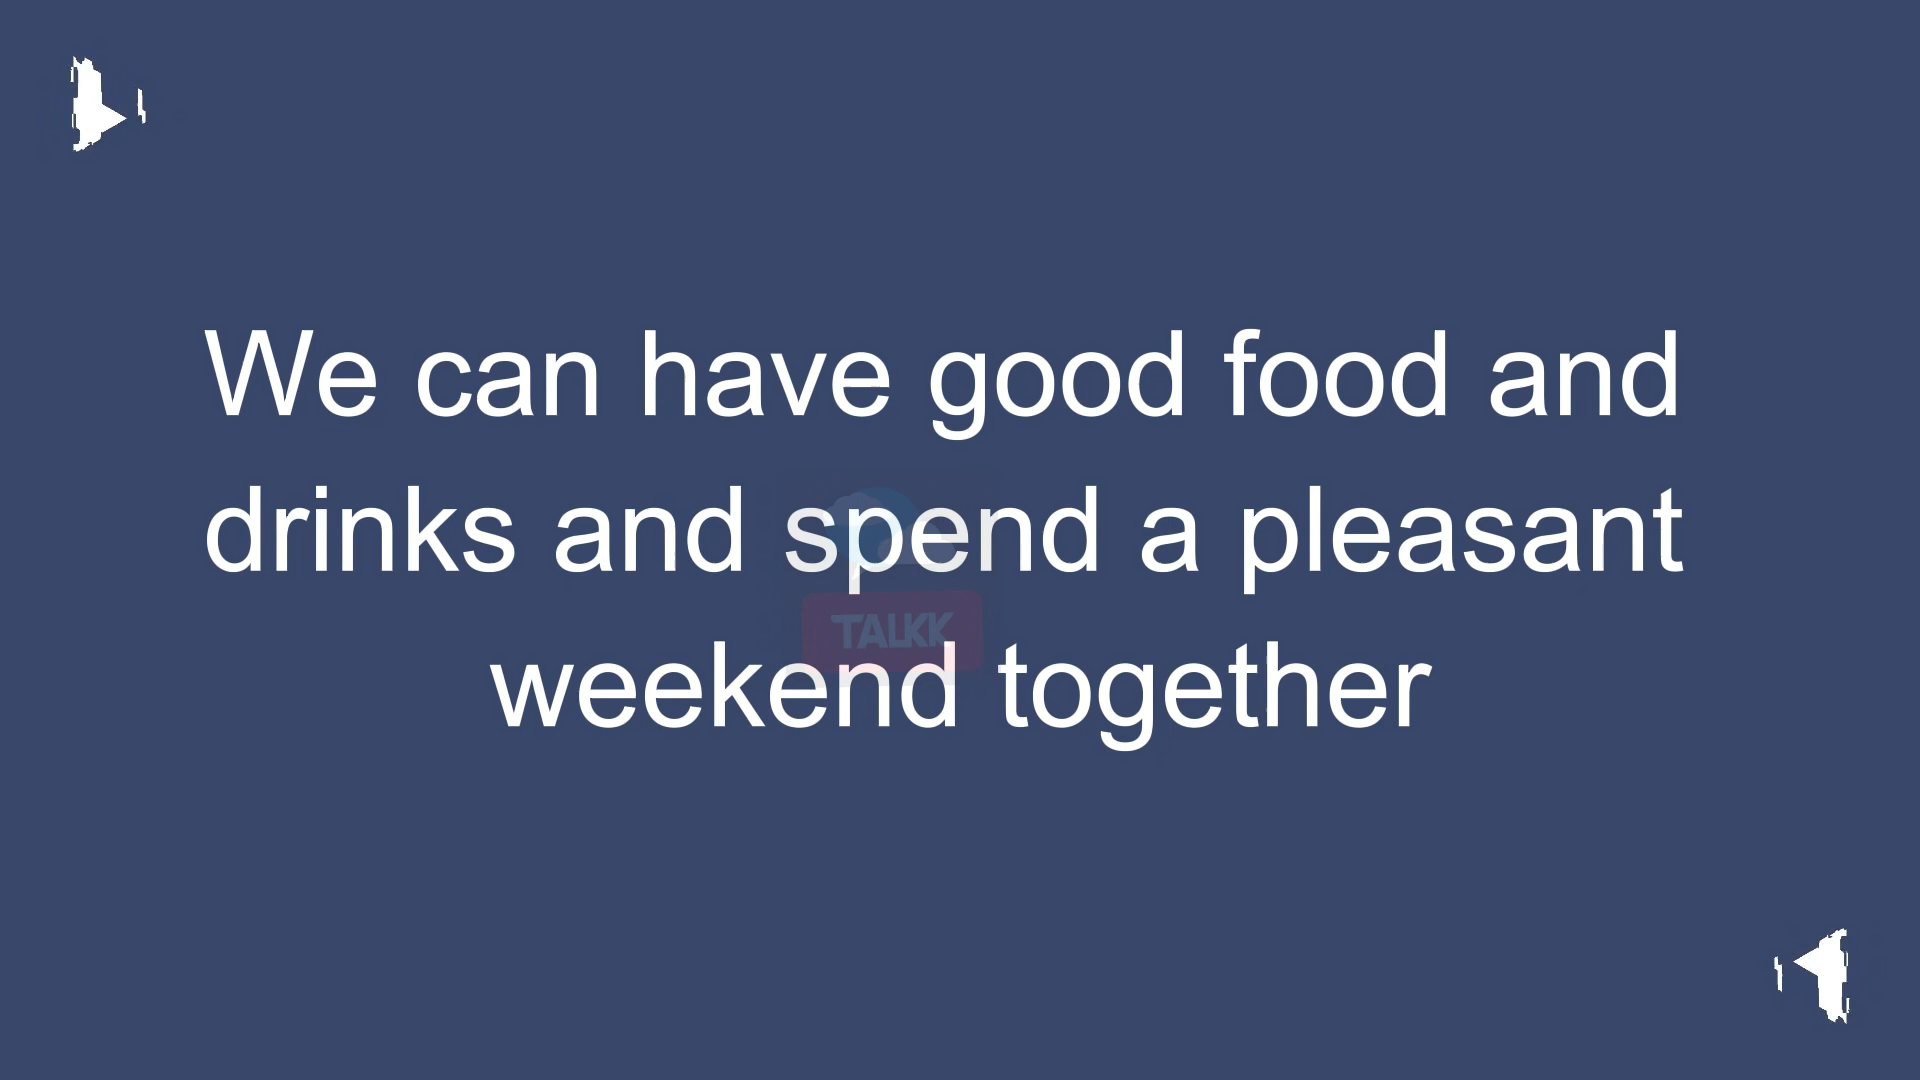 We can have good food and
drinks and spend a pleasant
TALKK
weekend together